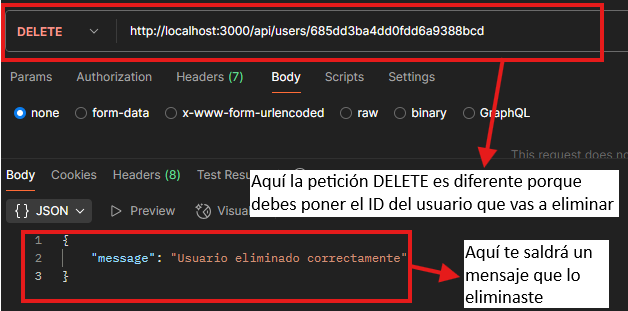 DELETE http://localhost:3000/api/users/685dd3ba4dd0fdd6a9388bcd
Params Authorization Headers (7) Body Scripts Settings
none form-data x-www-form-urlencoded raw binary GraphQL
This request does no
Body Cookies Headers (8) Test Resu
Aquí la petición DELETE es diferente porque
debes poner el ID del usuario que vas a eliminar
{} JSON Preview Visua
1 {
2 "message": "Usuario eliminado correctamente"
3 }
Aquí te saldrá un
mensaje que lo
eliminaste